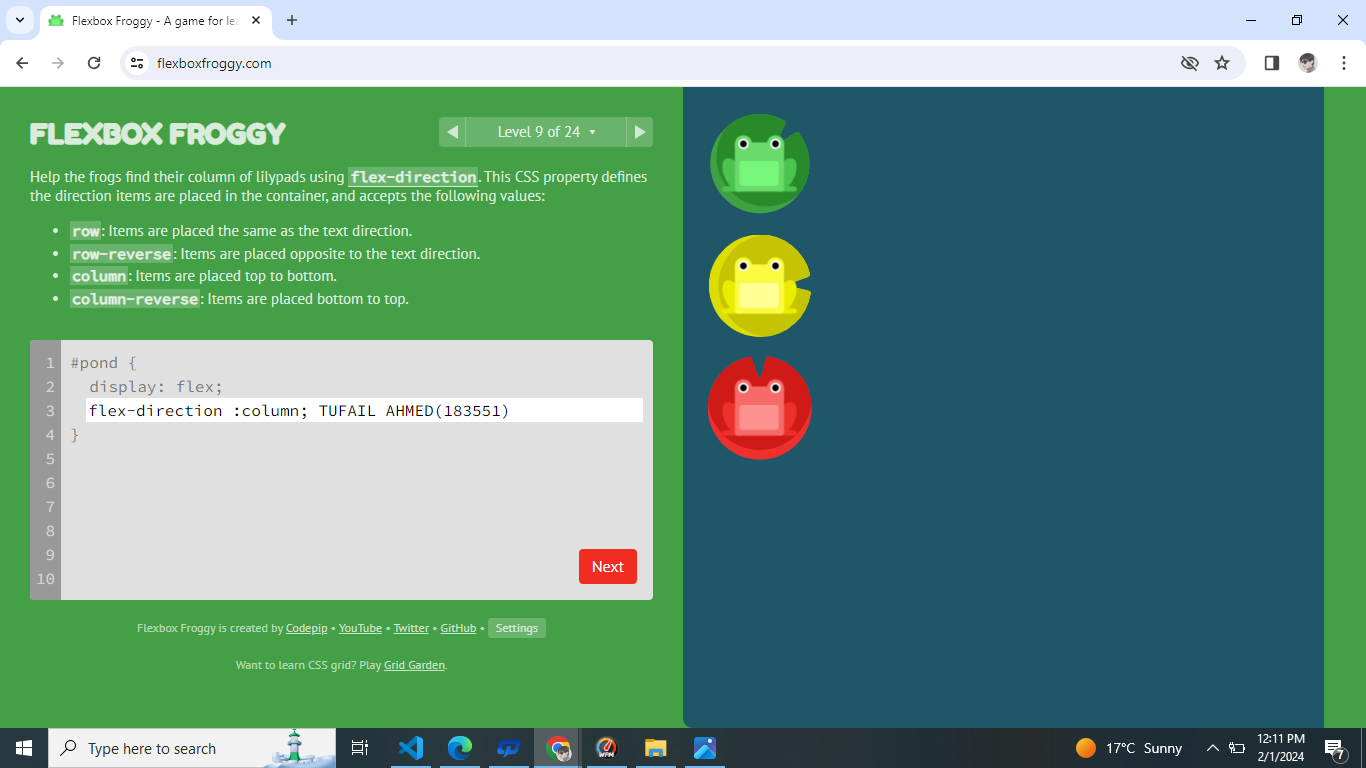 Flexbox Froggy - A game for lea
flexboxfroggy.com
FLEXBOX FROGGY
Level 9 of 24
Help the frogs find their column of lilypads using flex-direction. This CSS property defines
the direction items are placed in the container, and accepts the following values:
• row: Items are placed the same as the text direction.
• row-reverse: Items are placed opposite to the text direction.
• column: Items are placed top to bottom.
• column-reverse: Items are placed bottom to top.
1 #pond {
2 display: flex;
3 flex-direction :column; TUFAIL AHMED(183551)
4 }
5
6
7
8
9
10
Next
Flexbox Froggy is created by Codepip • YouTube • Twitter • GitHub • Settings
Want to learn CSS grid? Play Grid Garden.
Type here to search
WPM
17°C Sunny
12:11 PM
2/1/2024
7